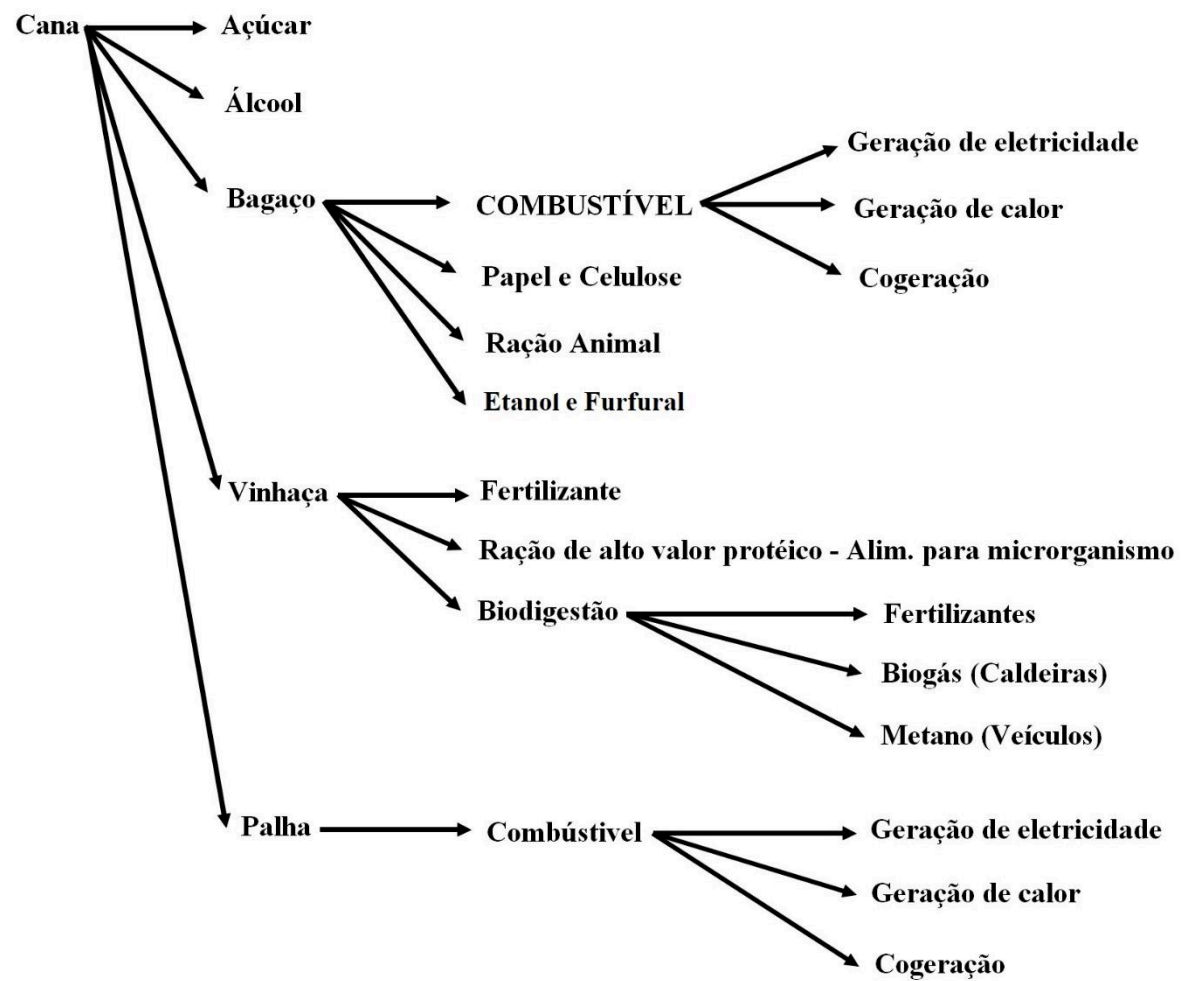 Cana
Açúcar
Álcool
Bagaço
COMBUSTÍVEL
Geração de eletricidade
Geração de calor
Cogeração
Papel e Celulose
Ração Animal
Etanol e Furfural
Vinhaça
Fertilizante
Ração de alto valor protéico - Alim. para microrganismo
Biodigestão
Fertilizantes
Biogás (Caldeiras)
Metano (Veículos)
Palha
Combústivel
Geração de eletricidade
Geração de calor
Cogeração